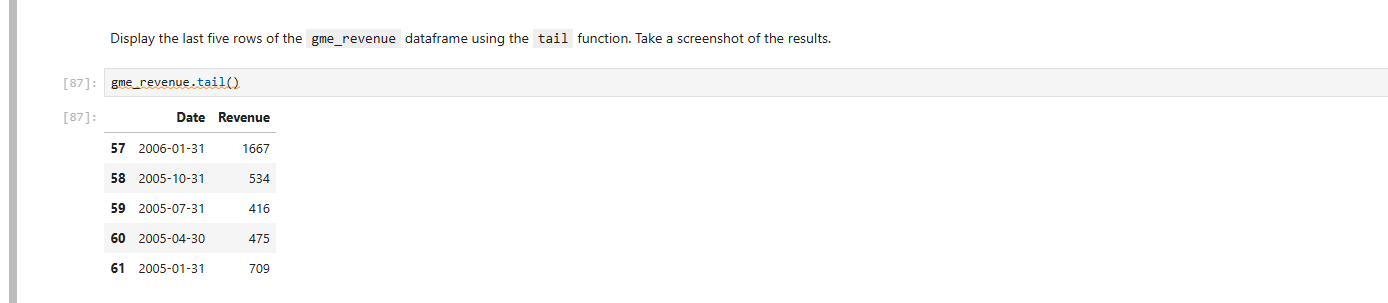 Display the last five rows of the gme_revenue dataframe using the tail function. Take a screenshot of the results.
[87]: gme_revenue.tail()
[87]:
Date Revenue
57 2006-01-31 1667
58 2005-10-31 534
59 2005-07-31 416
60 2005-04-30 475
61 2005-01-31 709